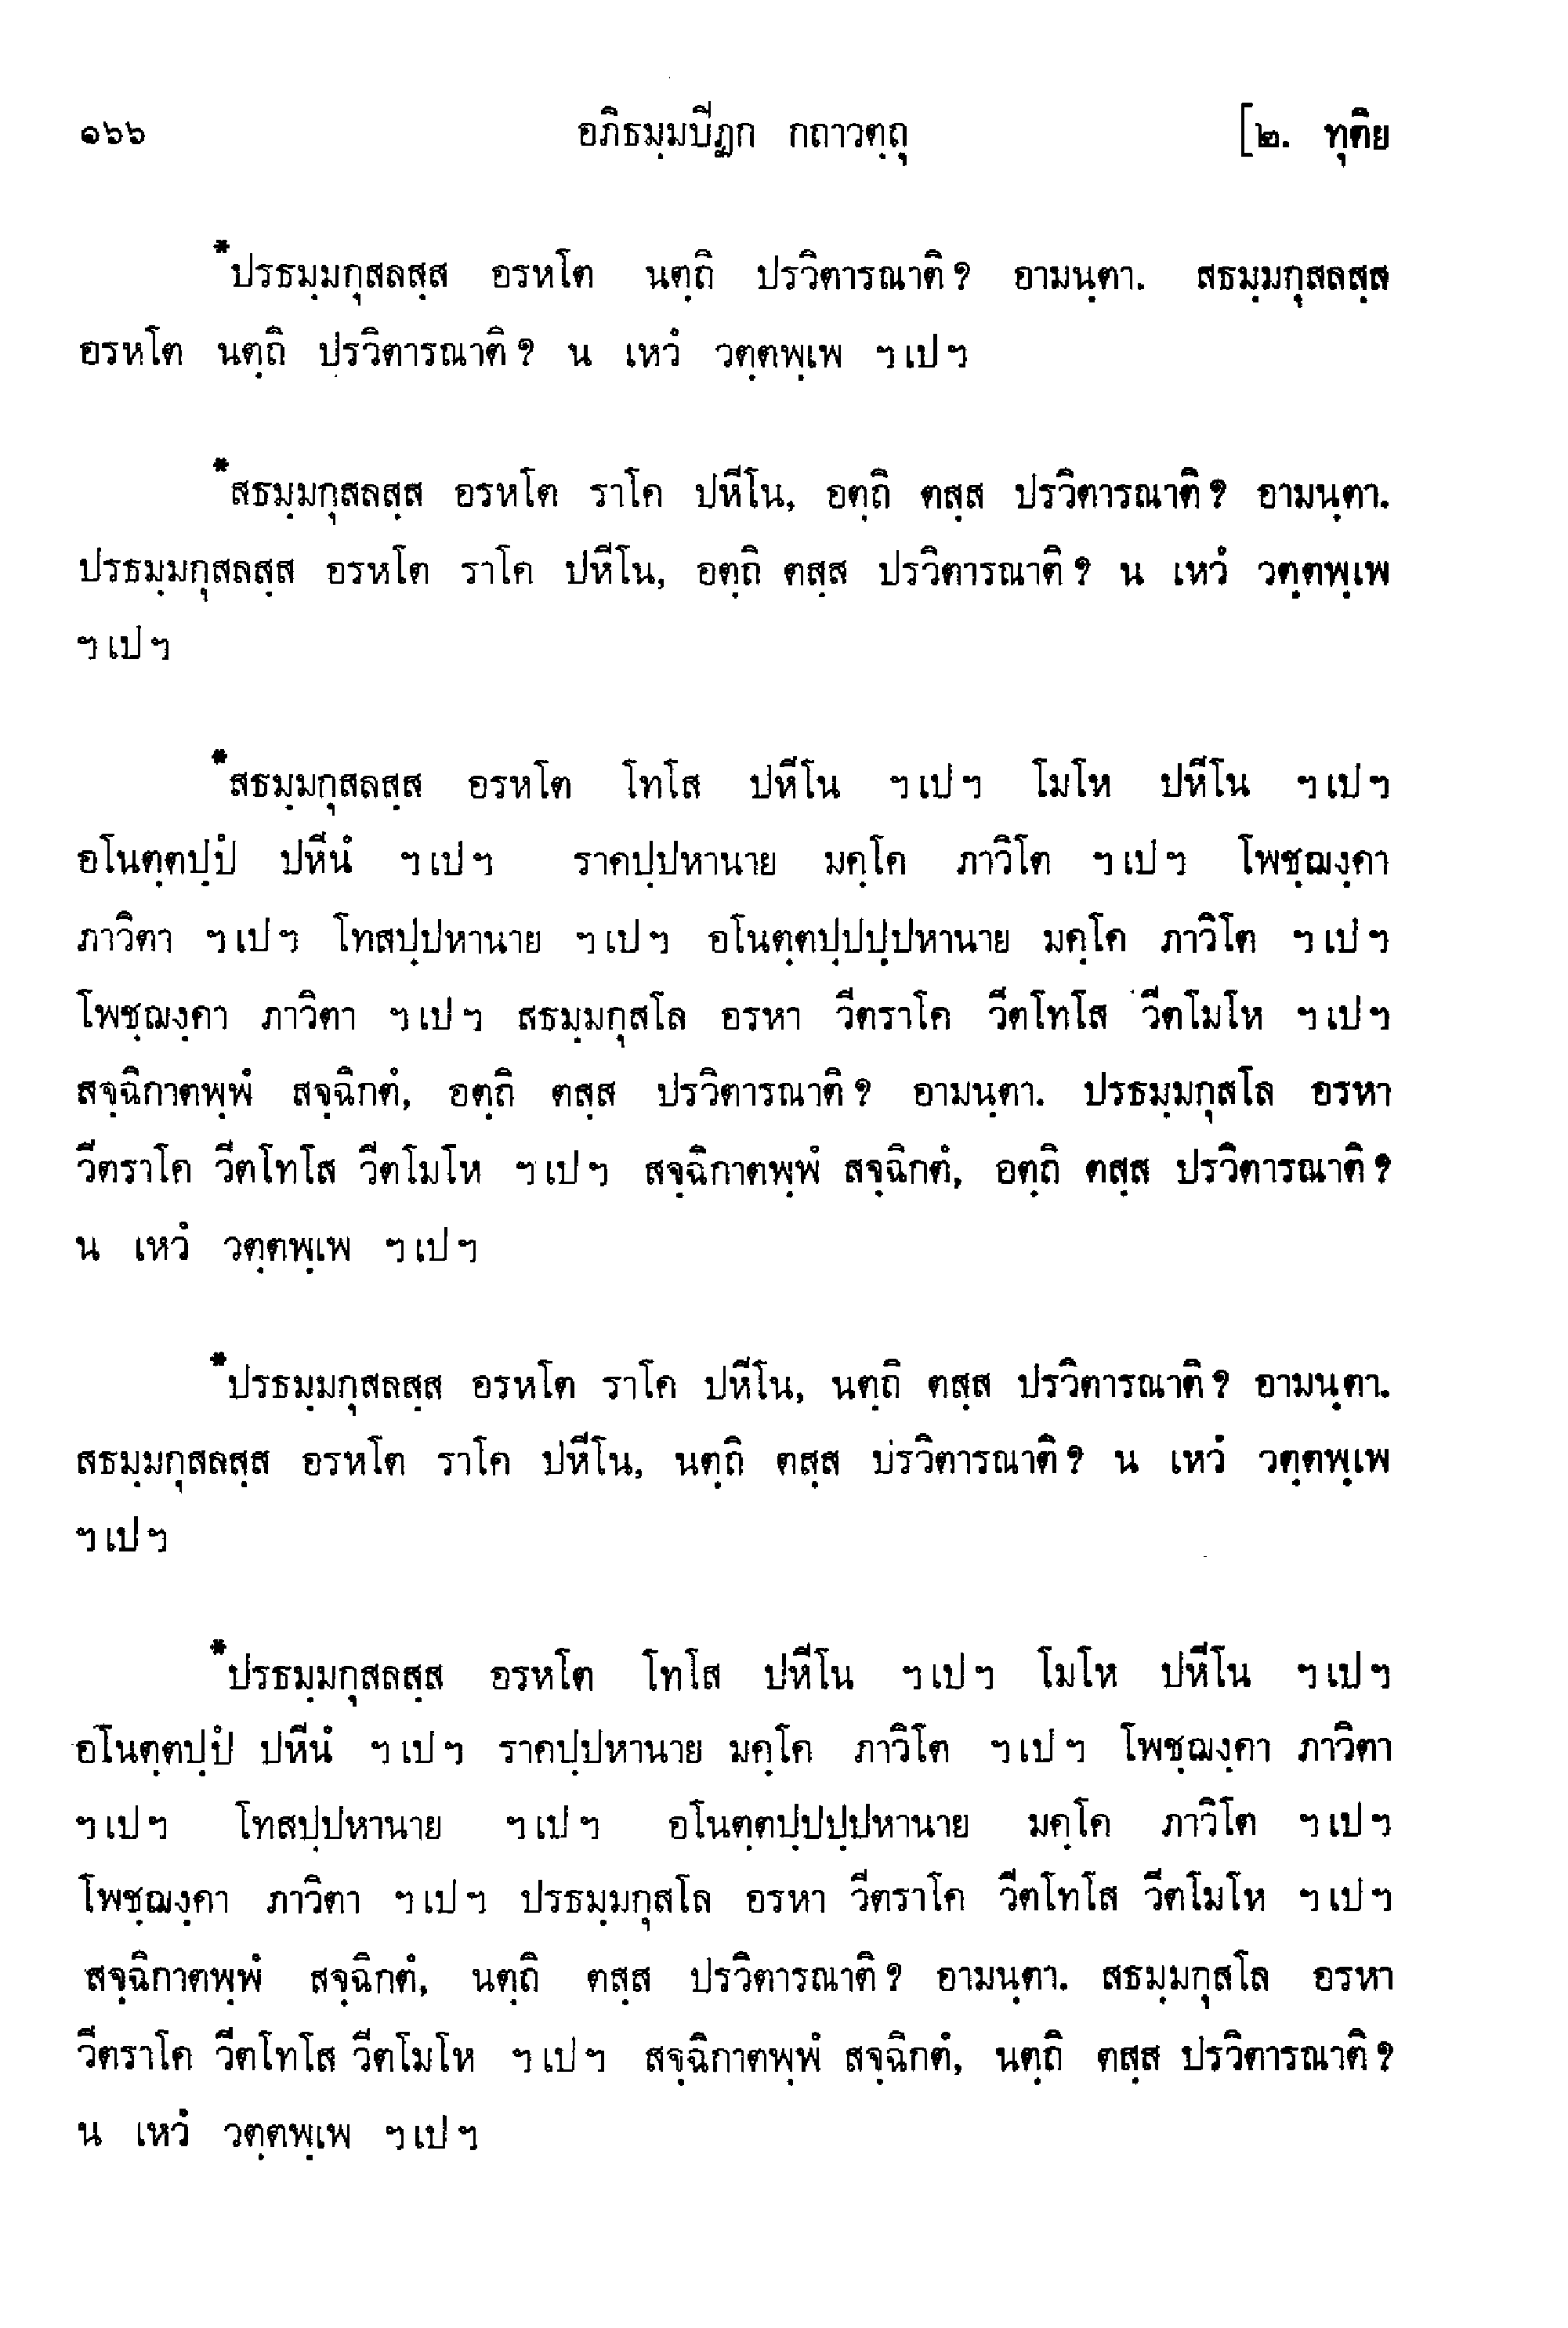 ๑๖๖ อภิธมฺมปิฏก กถาวตฺถุ [๒. ทุติย
*ปรธมฺมกุสลสฺส อรหโต นตฺถิ ปรวิตารณาติ? อามนฺตา. สธมฺมกุสลสฺส
อรหโต นตฺถิ ปรวิตารณาติ? น เหวํ วตฺตพฺเพ ฯเปฯ
*สธมฺมกุสลสฺส อรหโต ราโค ปหีโน, อตฺถิ ตสฺส ปรวิตารณาติ? อามนฺตา.
ปรธมฺมกุสลสฺส อรหโต ราโค ปหีโน, อตฺถิ ตสฺส ปรวิตารณาติ? น เหวํ วตฺตพฺเพ
ฯเปฯ
*สธมฺมกุสลสฺส อรหโต โทโส ปหีโน ฯเปฯ โมโห ปหีโน ฯเปฯ
อโนตฺตปฺปํ ปหีนํ ฯเปฯ ราคปฺปหานาย มคฺโค ภาวิโต ฯเปฯ โพชฺฌงฺคา
ภาวิตา ฯเปฯ โทสปฺปหานาย ฯเปฯ อโนตฺตปฺปปฺปหานาย มคฺโค ภาวิโต ฯเปฯ
โพชฺฌงฺคา ภาวิตา ฯเปฯ สธมฺมกุสโล อรหา วีตราโค วีตโทโส วีตโมโห ฯเปฯ
สจฺฉิกาตพฺพํ สจฺฉิกตํ, อตฺถิ ตสฺส ปรวิตารณาติ? อามนฺตา. ปรธมฺมกุสโล อรหา
วีตราโค วีตโทโส วีตโมโห ฯเปฯ สจฺฉิกาตพฺพํ สจฺฉิกตํ, อตฺถิ ตสฺส ปรวิตารณาติ?
น เหวํ วตฺตพฺเพ ฯเปฯ
*ปรธมฺมกุสลสฺส อรหโต ราโค ปหีโน, นตฺถิ ตสฺส ปรวิตารณาติ? อามนฺตา.
สธมฺมกุสลสฺส อรหโต ราโค ปหีโน, นตฺถิ ตสฺส ปรวิตารณาติ? น เหวํ วตฺตพฺเพ
ฯเปฯ
*ปรธมฺมกุสลสฺส อรหโต โทโส ปหีโน ฯเปฯ โมโห ปหีโน ฯเปฯ
อโนตฺตปฺปํ ปหีนํ ฯเปฯ ราคปฺปหานาย มคฺโค ภาวิโต ฯเปฯ โพชฺฌงฺคา ภาวิตา
ฯเปฯ โทสปฺปหานาย ฯเปฯ อโนตฺตปฺปปฺปหานาย มคฺโค ภาวิโต ฯเปฯ
โพชฺฌงฺคา ภาวิตา ฯเปฯ ปรธมฺมกุสโล อรหา วีตราโค วีตโทโส วีตโมโห ฯเปฯ
สจฺฉิกาตพฺพํ สจฺฉิกตํ, นตฺถิ ตสฺส ปรวิตารณาติ? อามนฺตา. สธมฺมกุสโล อรหา
วีตราโค วีตโทโส วีตโมโห ฯเปฯ สจฺฉิกาตพฺพํ สจฺฉิกตํ, นตฺถิ ตสฺส ปรวิตารณาติ?
น เหวํ วตฺตพฺเพ ฯเปฯ